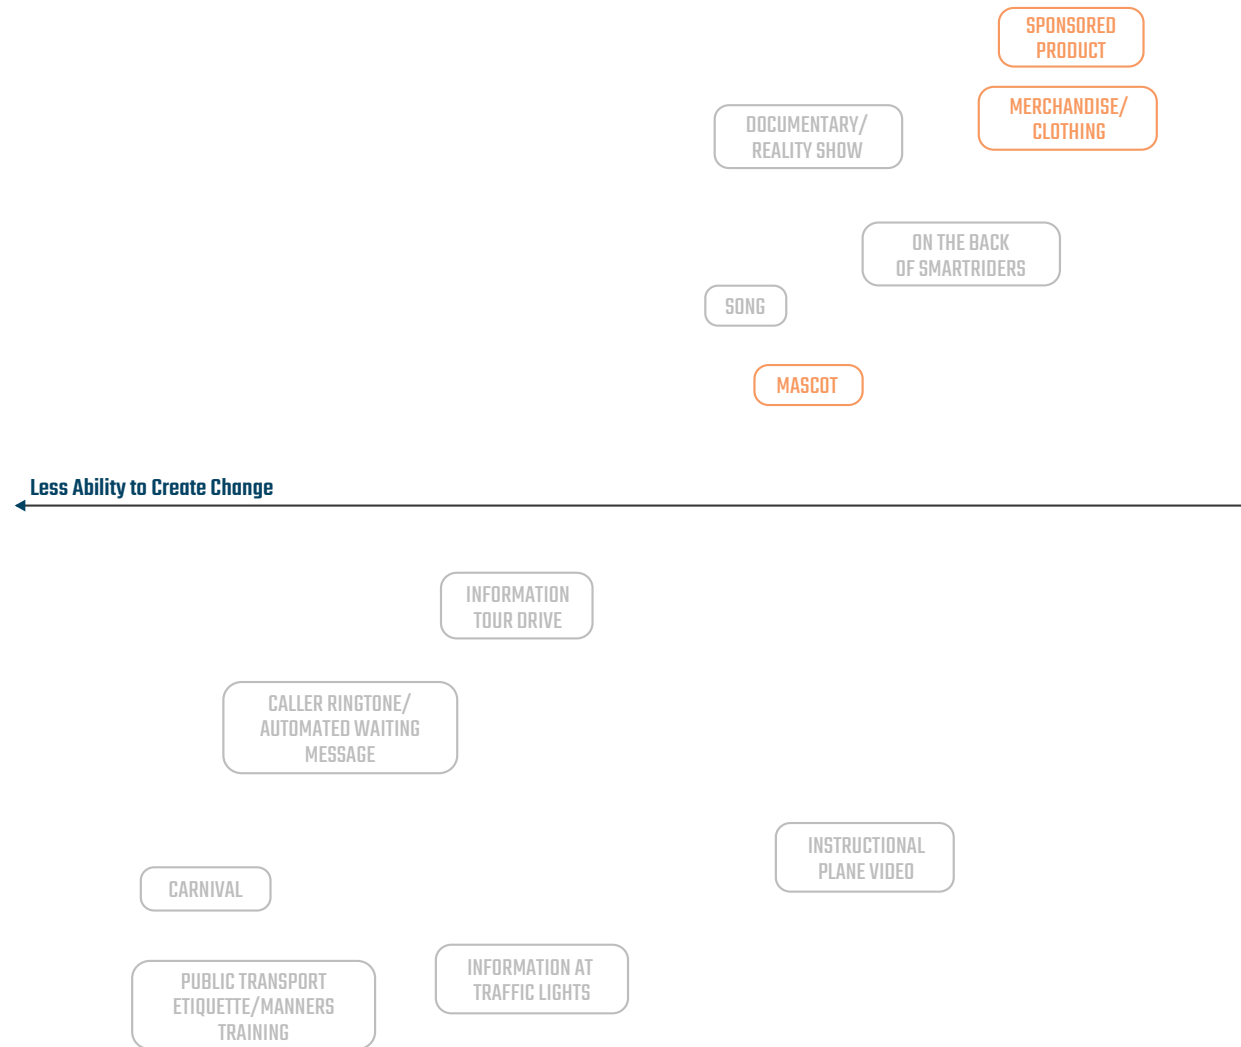 SPONSORED
PRODUCT
MERCHANDISE/
CLOTHING
DOCUMENTARY/
REALITY SHOW
ON THE BACK
OF SMARTRIDERS
SONG
MASCOT
Less Ability to Create Change
INFORMATION
TOUR DRIVE
CALLER RINGTONE/
AUTOMATED WAITING
MESSAGE
INSTRUCTIONAL
PLANE VIDEO
CARNIVAL
INFORMATION AT
TRAFFIC LIGHTS
PUBLIC TRANSPORT
ETIQUETTE/MANNERS
TRAINING